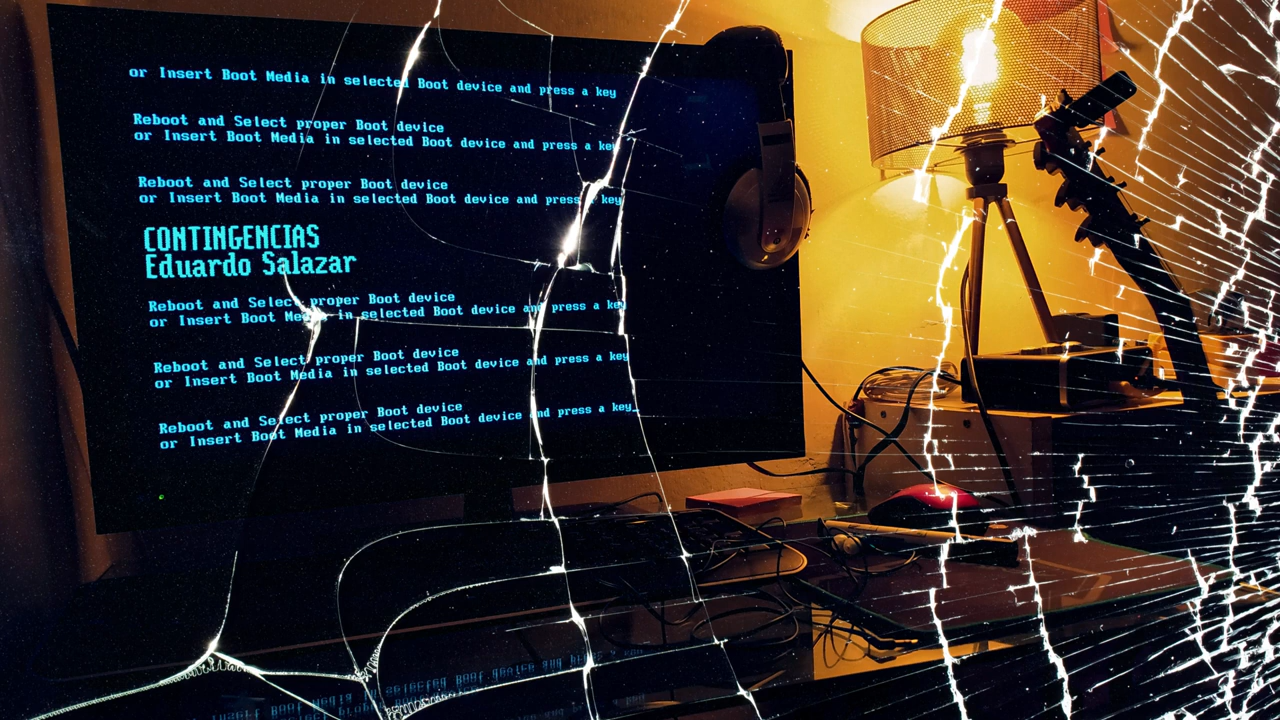 or Insert Boot Media in selected Boot device and press a key
Reboot and Select proper Boot device
or Insert Boot Media in selected Boot device and press a key
Reboot and Select proper Boot device
or Insert Boot Media in selected Boot device and press a key
CONTINGENCIAS
Eduardo Salazar
Reboot and Select proper Boot device
or Insert Boot Media in selected Boot device and press a key
Reboot and Select proper Boot device
or Insert Boot Media in selected Boot device and press a key
Reboot and Select proper Boot device
or Insert Boot Media in selected Boot device and press a key_